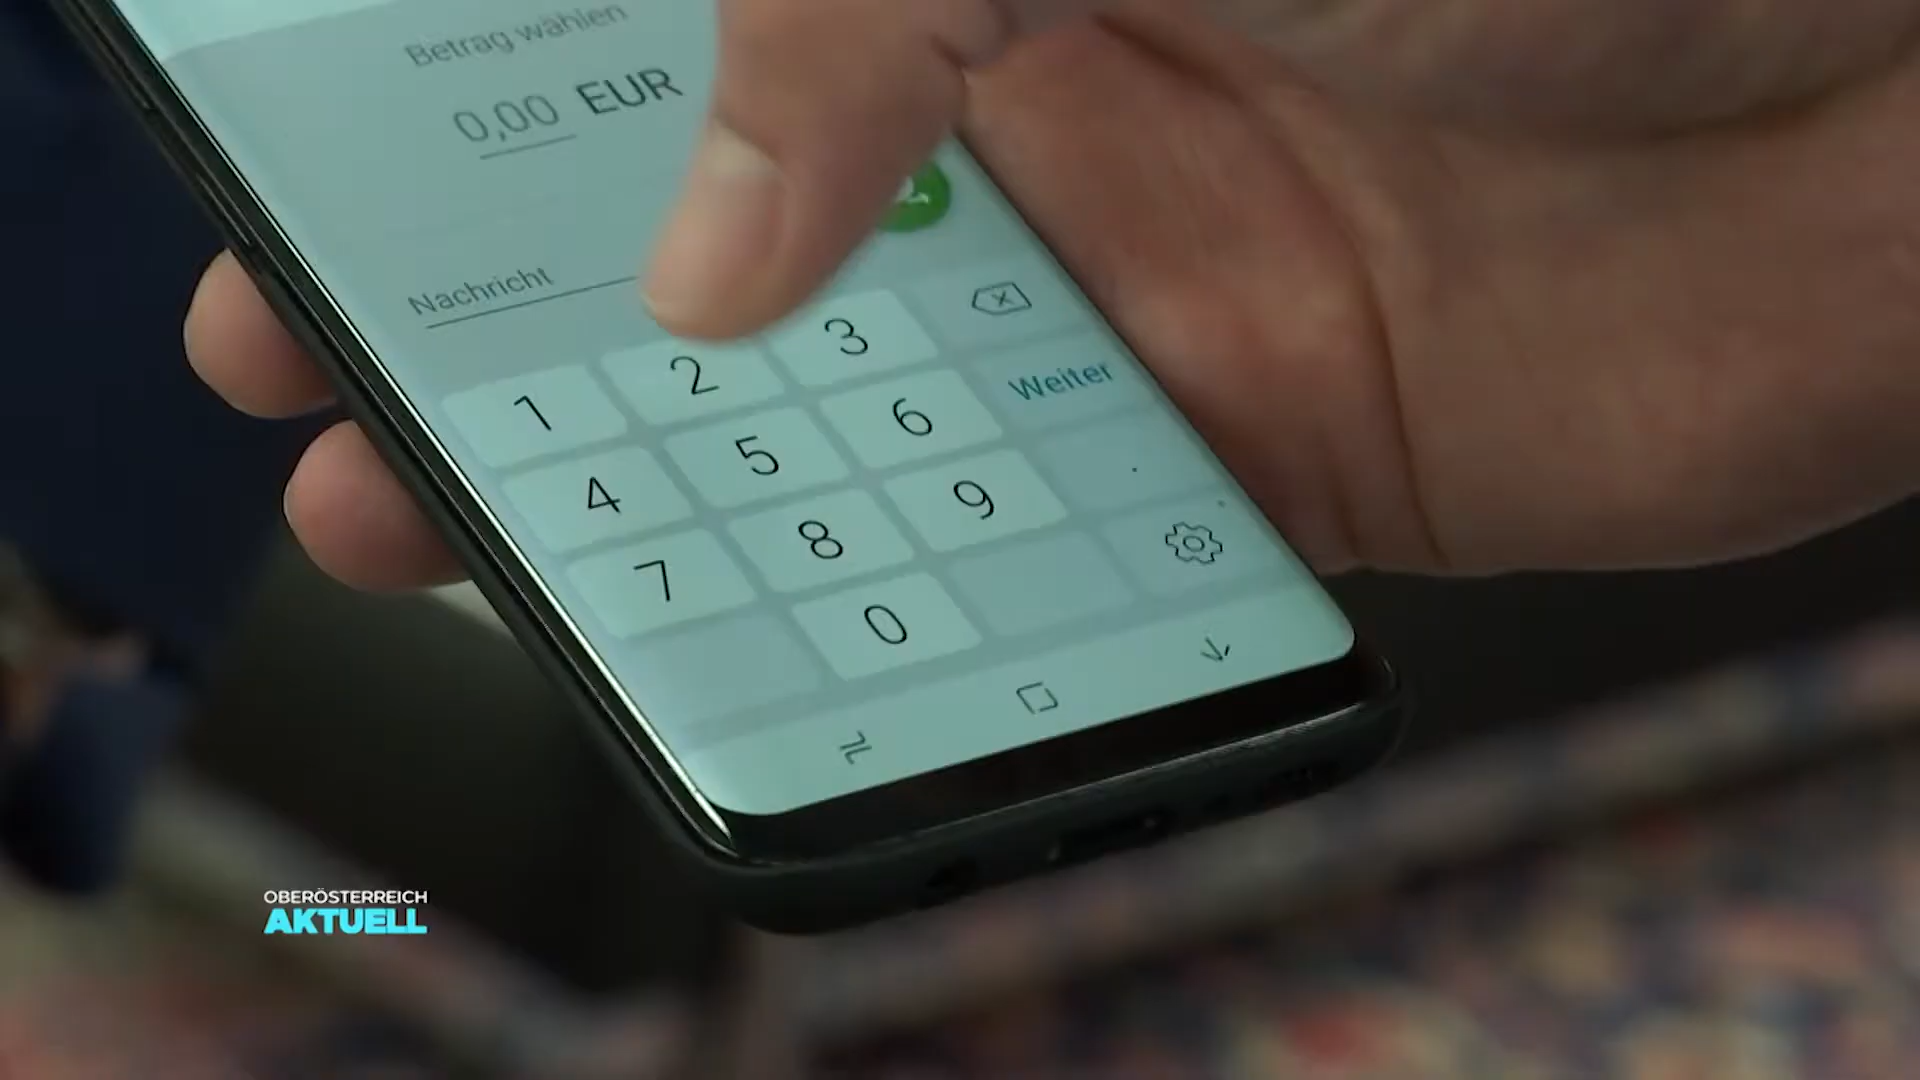 Betrag wählen
0,00 EUR
Nachricht
1 2 3
4 5 6 Weiter
7 8 9 .
0
OBERÖSTERREICH
AKTUELL